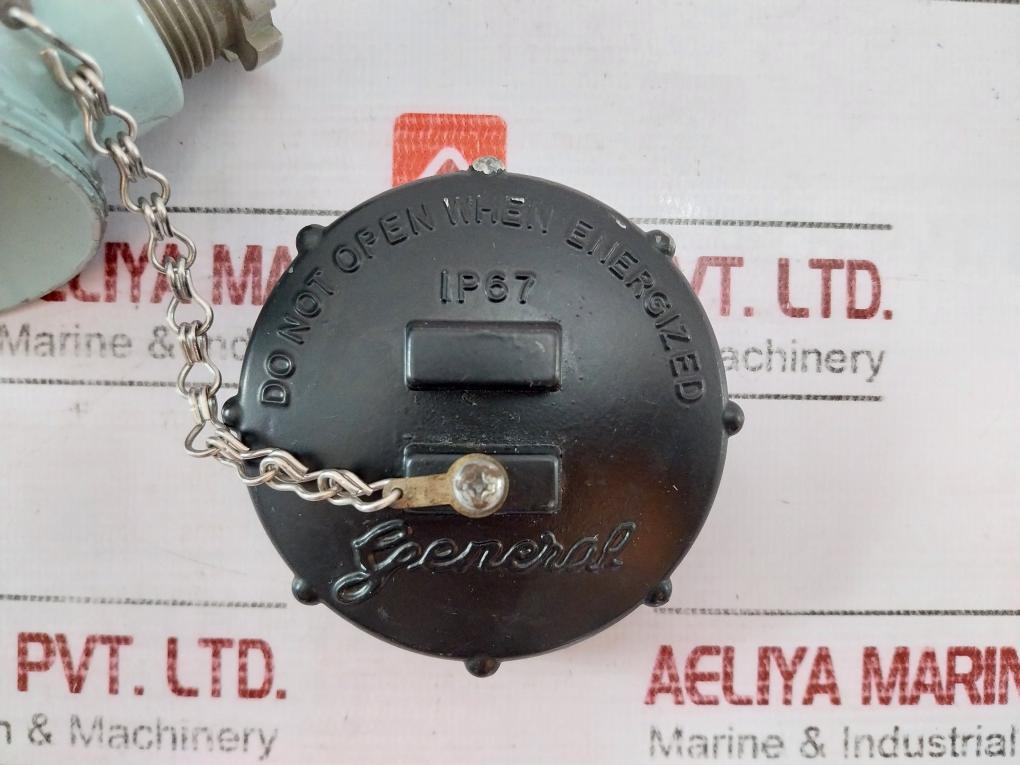 DO NOT OPEN WHEN ENERGIZED
IP67
General
ELIYA MA
PVT. LTD.
Marine & Ind
achinery
PVT. LTD.
n & Machinery
AELIYA MARIN
Marine & Industrial